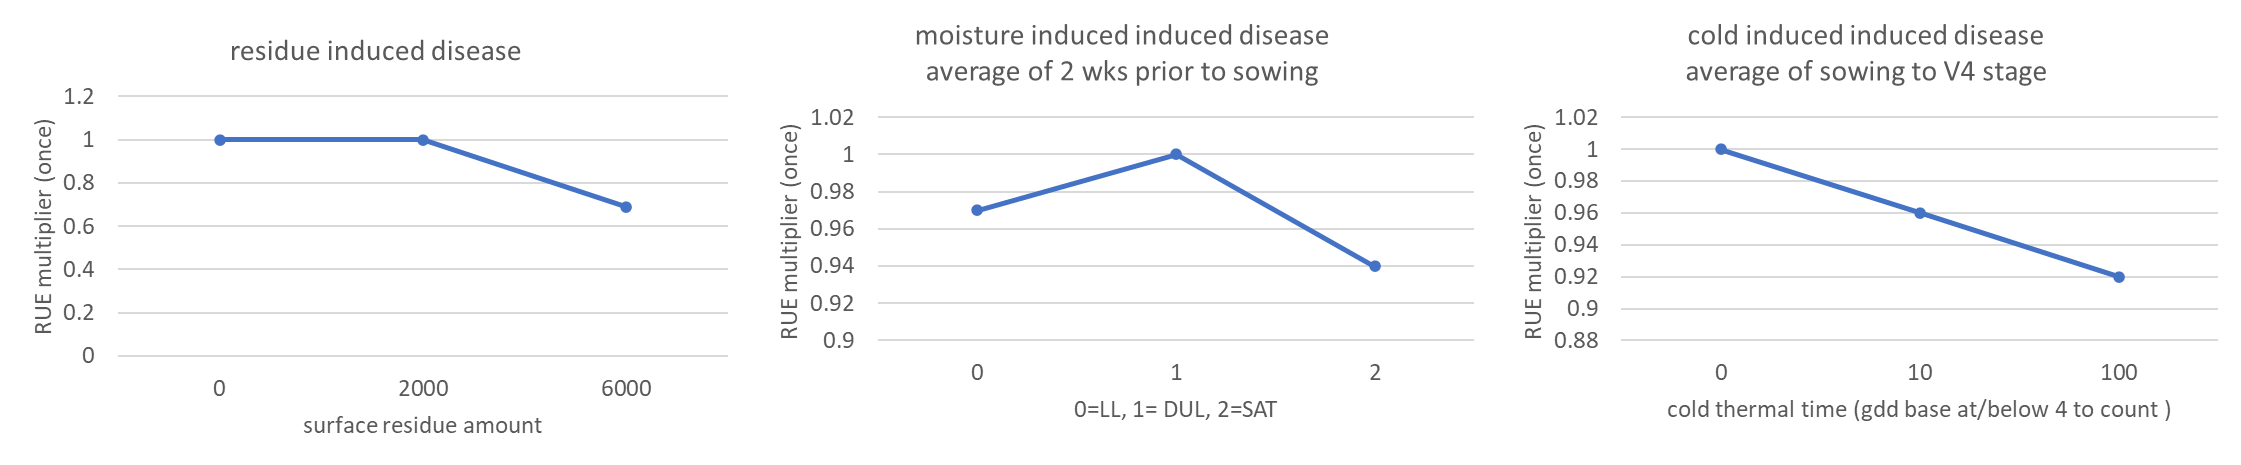 residue induced disease
RUE multiplier (once)
1.2
1
0.8
0.6
0.4
0.2
0
0 2000 6000
surface residue amount
moisture induced induced disease
average of 2 wks prior to sowing
RUE multiplier (once)
1.02
1
0.98
0.96
0.94
0.92
0.9
0 1 2
0=LL, 1= DUL, 2=SAT
cold induced induced disease
average of sowing to V4 stage
RUE multiplier (once)
1.02
1
0.98
0.96
0.94
0.92
0.9
0.88
0 10 100
cold thermal time (gdd base at/below 4 to count )